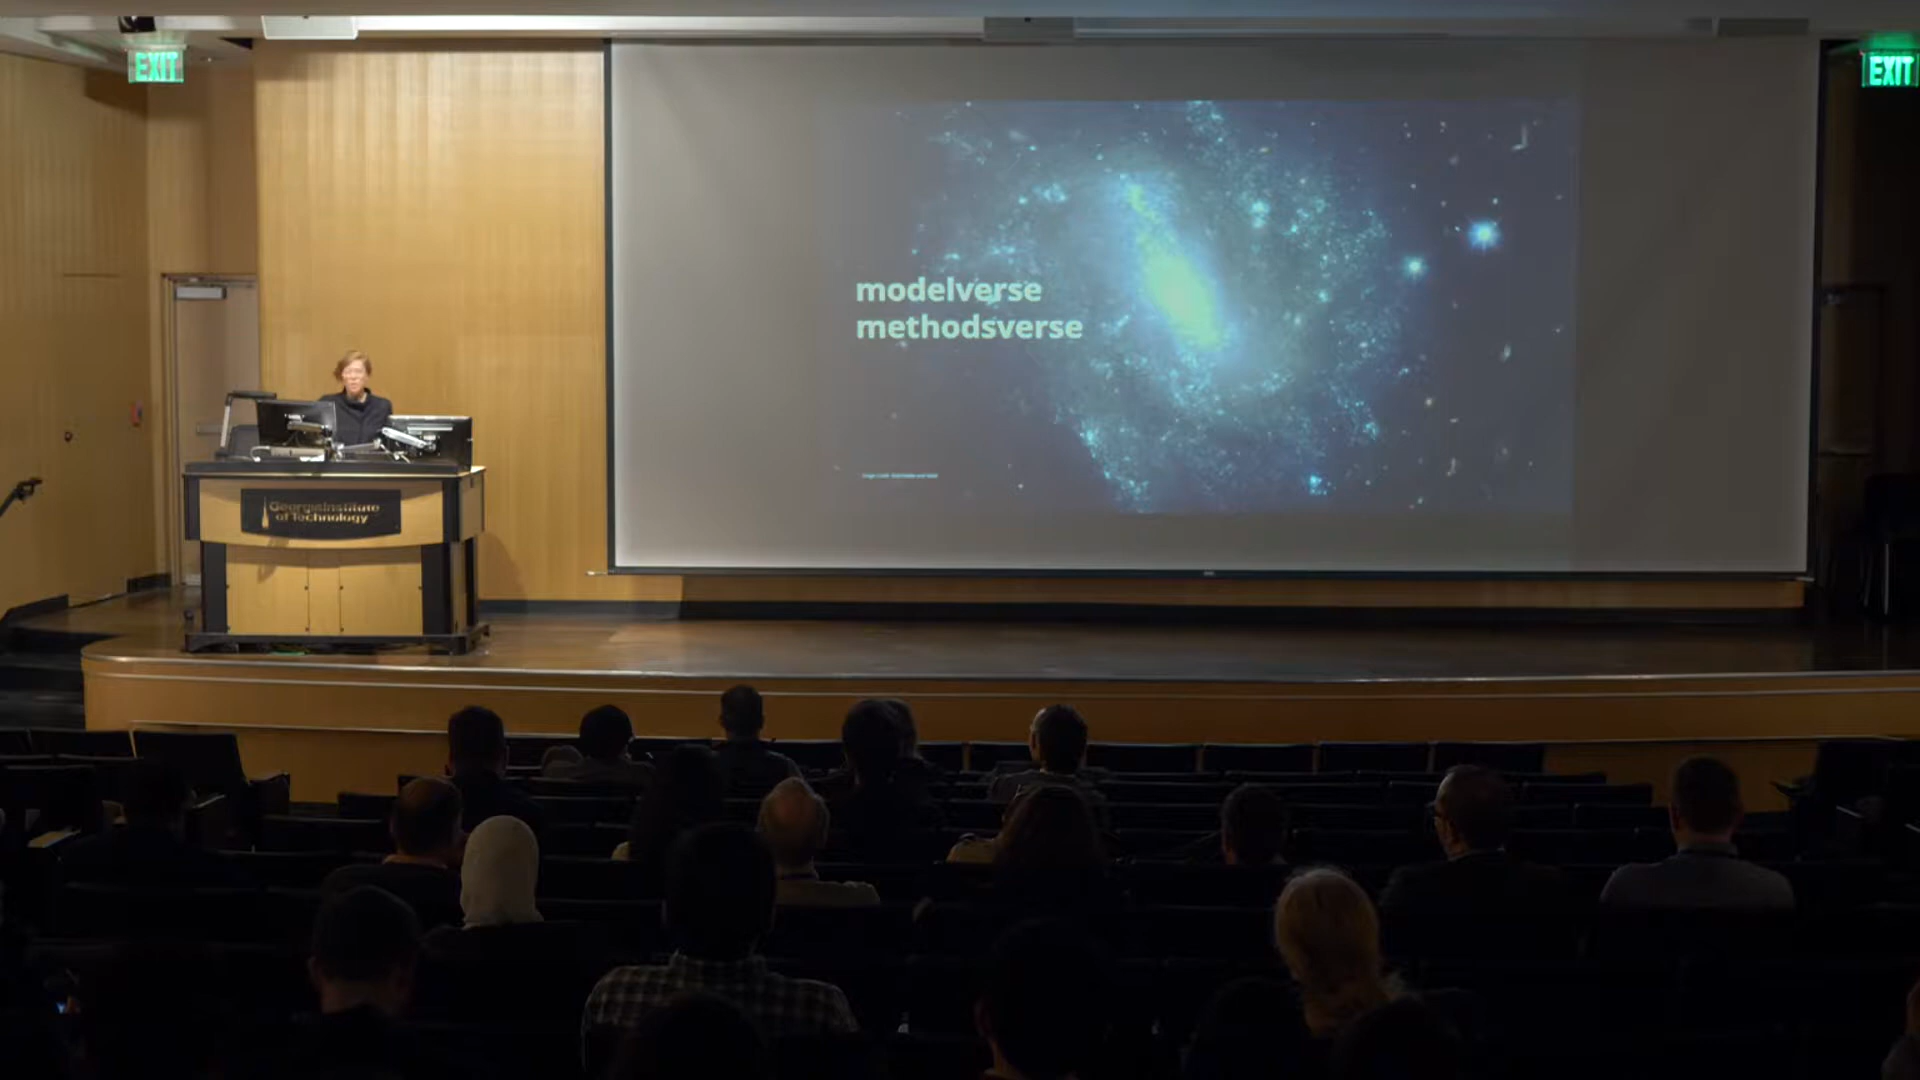 EXIT
EXIT
modelverse
methodsverse
Georgia Institute
of Technology